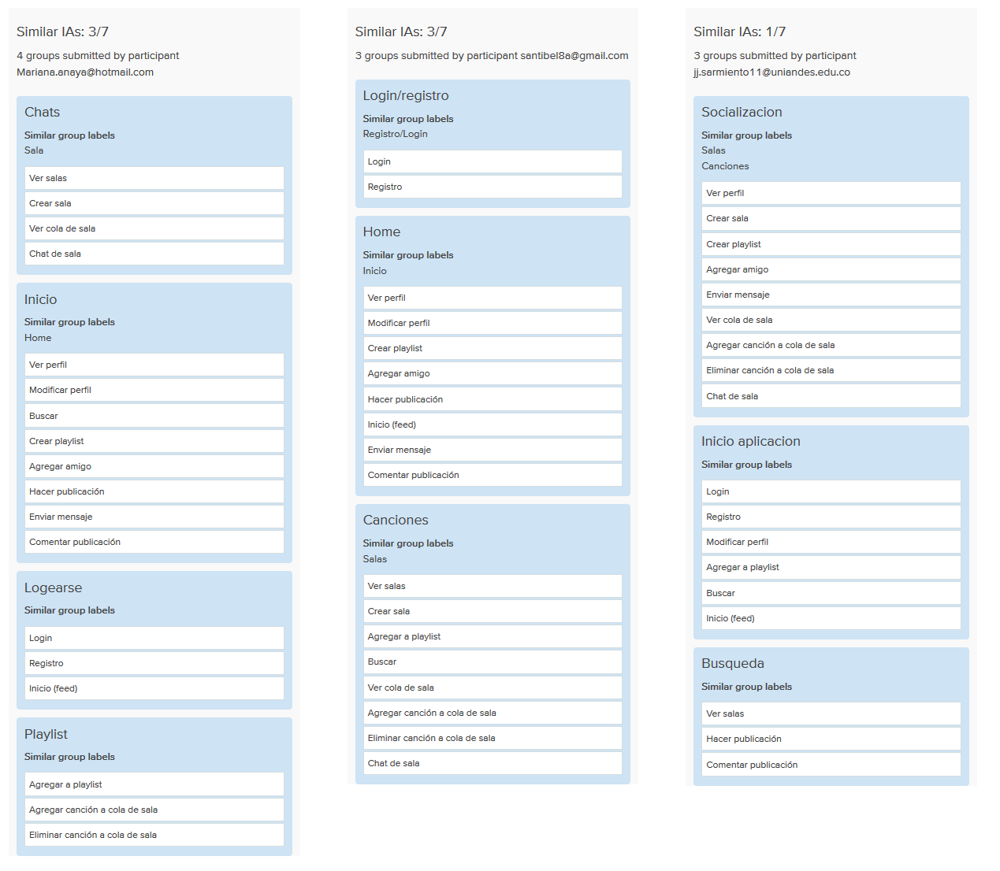 Similar IAs: 3/7
4 groups submitted by participant
Mariana.anaya@hotmail.com
Chats
Similar group labels
Sala
Ver salas
Crear sala
Ver cola de sala
Chat de sala
Inicio
Similar group labels
Home
Ver perfil
Modificar perfil
Buscar
Crear playlist
Agregar amigo
Hacer publicación
Enviar mensaje
Comentar publicación
Logearse
Similar group labels
Login
Registro
Inicio (feed)
Playlist
Similar group labels
Agregar a playlist
Agregar canción a cola de sala
Eliminar canción a cola de sala
Similar IAs: 3/7
3 groups submitted by participant santibel8a@gmail.com
Login/registro
Similar group labels
Registro/Login
Login
Registro
Home
Similar group labels
Inicio
Ver perfil
Modificar perfil
Crear playlist
Agregar amigo
Hacer publicación
Inicio (feed)
Enviar mensaje
Comentar publicación
Canciones
Similar group labels
Salas
Ver salas
Crear sala
Agregar a playlist
Buscar
Ver cola de sala
Agregar canción a cola de sala
Eliminar canción a cola de sala
Chat de sala
Similar IAs: 1/7
3 groups submitted by participant
jj.sarmiento11@uniandes.edu.co
Socializacion
Similar group labels
Salas
Canciones
Ver perfil
Crear sala
Crear playlist
Agregar amigo
Enviar mensaje
Ver cola de sala
Agregar canción a cola de sala
Eliminar canción a cola de sala
Chat de sala
Inicio aplicacion
Similar group labels
Login
Registro
Modificar perfil
Agregar a playlist
Buscar
Inicio (feed)
Busqueda
Similar group labels
Ver salas
Hacer publicación
Comentar publicación